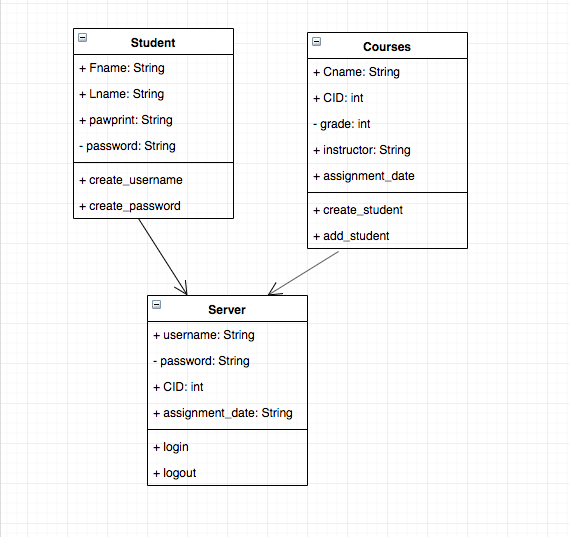 Student
+ Fname: String
+ Lname: String
+ pawprint: String
- password: String
+ create_username
+ create_password
Courses
+ Cname: String
+ CID: int
- grade: int
+ instructor: String
+ assignment_date
+ create_student
+ add_student
Server
+ username: String
- password: String
+ CID: int
+ assignment_date: String
+ login
+ logout